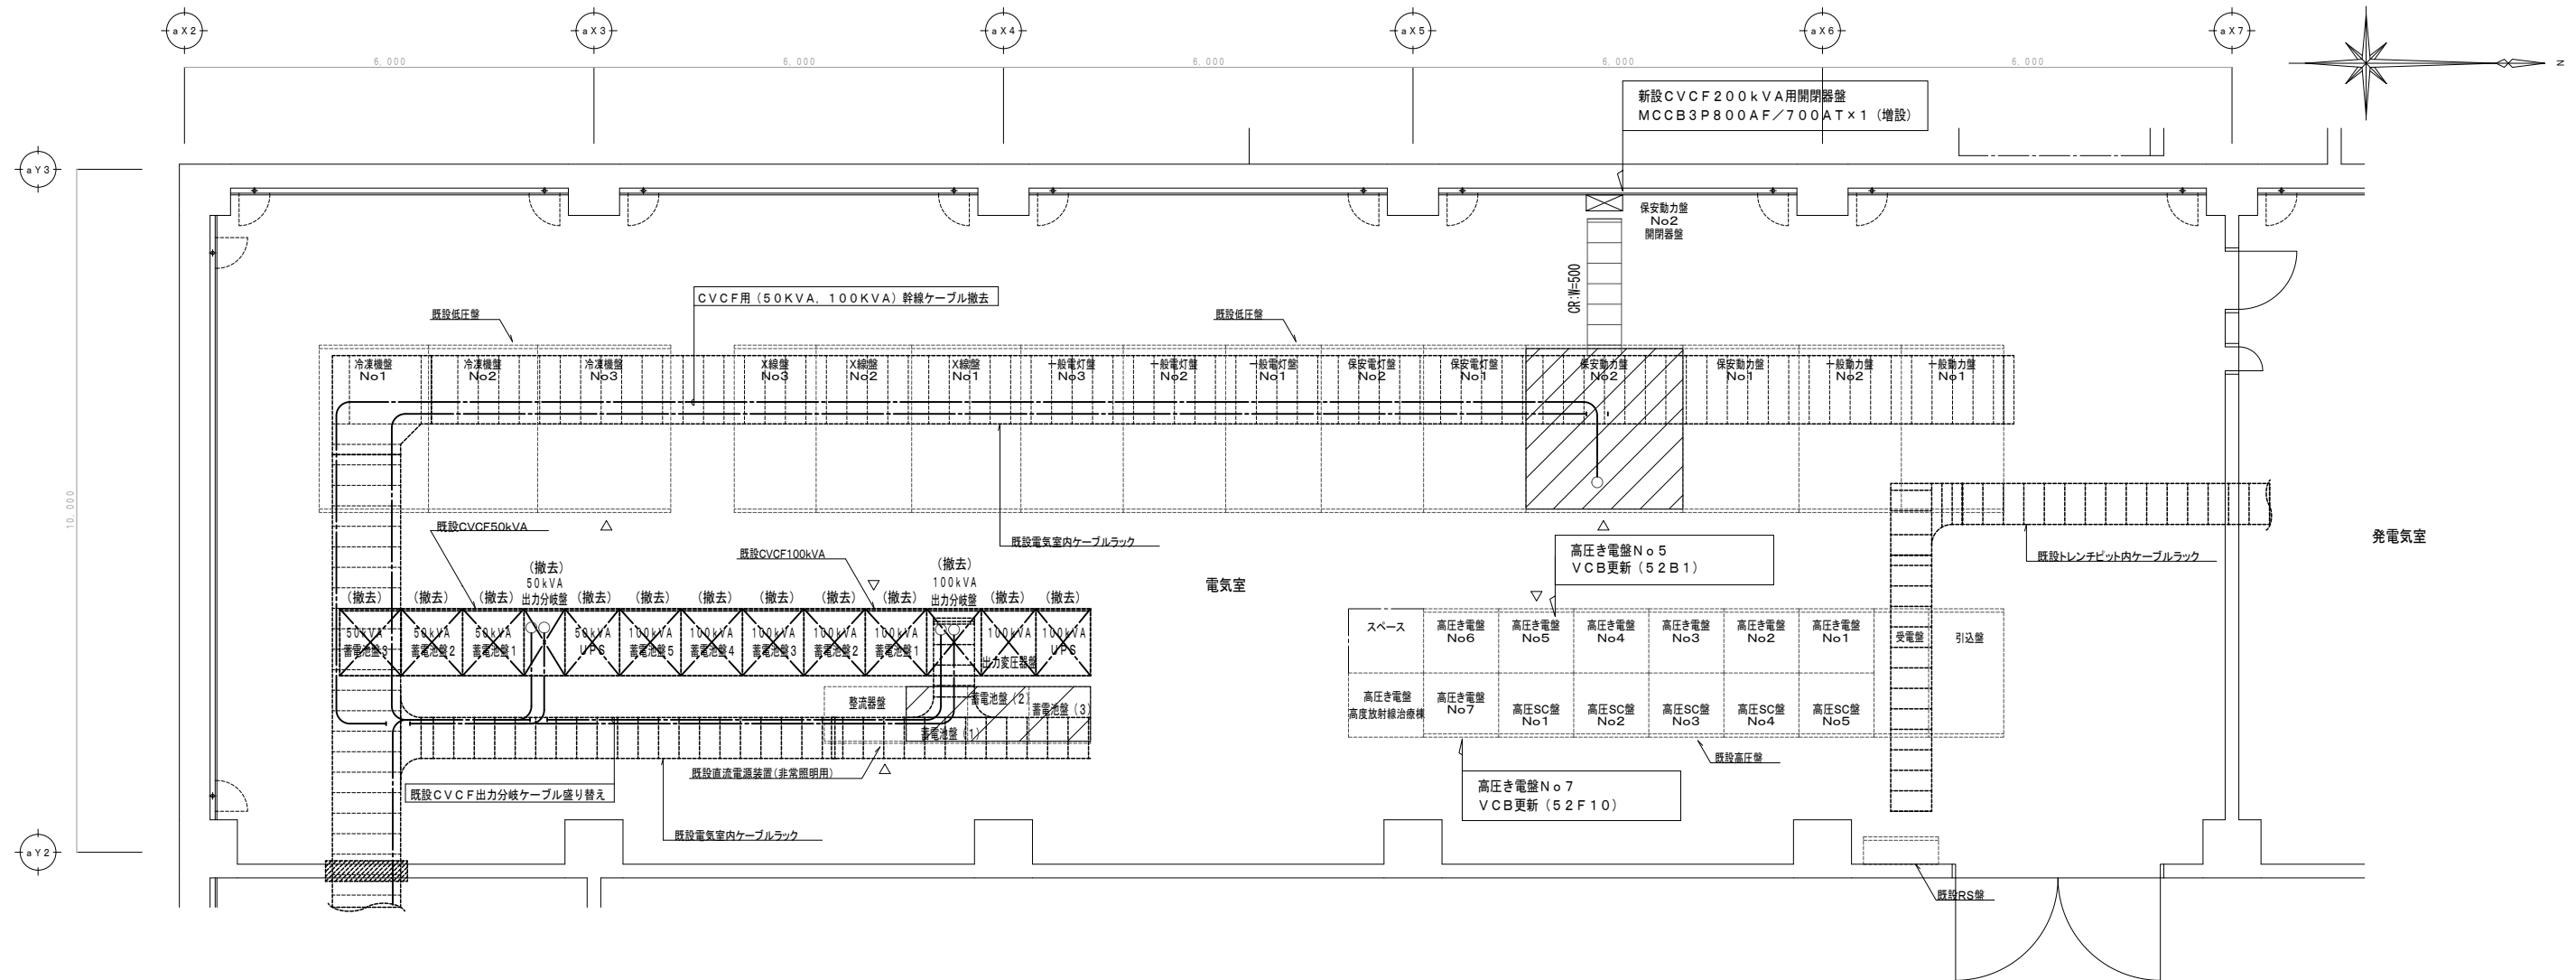 aX2
aX3
aX4
aX5
aX6
aX7
6,000
6,000
6,000
6,000
6,000
N
新設CVCF200kVA用開閉器盤
MCCB3P800AF/700AT×1(増設)
aY3
保安動力盤
No2
開閉器盤
CR:W=500
CVCF用(50KVA, 100KVA)幹線ケーブル撤去
既設低圧盤
既設低圧盤
冷凍機盤
No1
冷凍機盤
No2
冷凍機盤
No3
X線盤
No3
X線盤
No2
X線盤
No1
一般電灯盤
No3
一般電灯盤
No2
一般電灯盤
No1
保安電灯盤
No2
保安電灯盤
No1
保安動力盤
No2
保安動力盤
No1
一般動力盤
No2
一般動力盤
No1
10,000
既設CVCF50kVA
既設CVCF100kVA
既設電気室内ケーブルラック
高圧き電盤No5
VCB更新(52B1)
既設トレンチピット内ケーブルラック
発電気室
電気室
(撤去)
50kVA
出力分岐盤
(撤去)
100kVA
出力分岐盤
(撤去)
(撤去)
(撤去)
(撤去)
(撤去)
(撤去)
(撤去)
(撤去)
(撤去)
(撤去)
(撤去)
50kVA
蓄電池盤3
50kVA
蓄電池盤2
50kVA
蓄電池盤1
50kVA
UPS
100kVA
蓄電池盤5
100kVA
蓄電池盤4
100kVA
蓄電池盤3
100kVA
蓄電池盤2
100kVA
蓄電池盤1
100kVA
出力変圧器盤
100kVA
UPS
スペース
高圧き電盤
No6
高圧き電盤
No5
高圧き電盤
No4
高圧き電盤
No3
高圧き電盤
No2
高圧き電盤
No1
受電盤
引込盤
整流器盤
蓄電池盤(2)
蓄電池盤(3)
蓄電池盤(1)
高圧き電盤
高度放射線治療棟
高圧き電盤
No7
高圧SC盤
No1
高圧SC盤
No2
高圧SC盤
No3
高圧SC盤
No4
高圧SC盤
No5
既設高圧盤
既設直流電源装置(非常照明用)
既設CVCF出力分岐ケーブル盛り替え
高圧き電盤No7
VCB更新(52F10)
既設電気室内ケーブルラック
aY2
既設RS盤